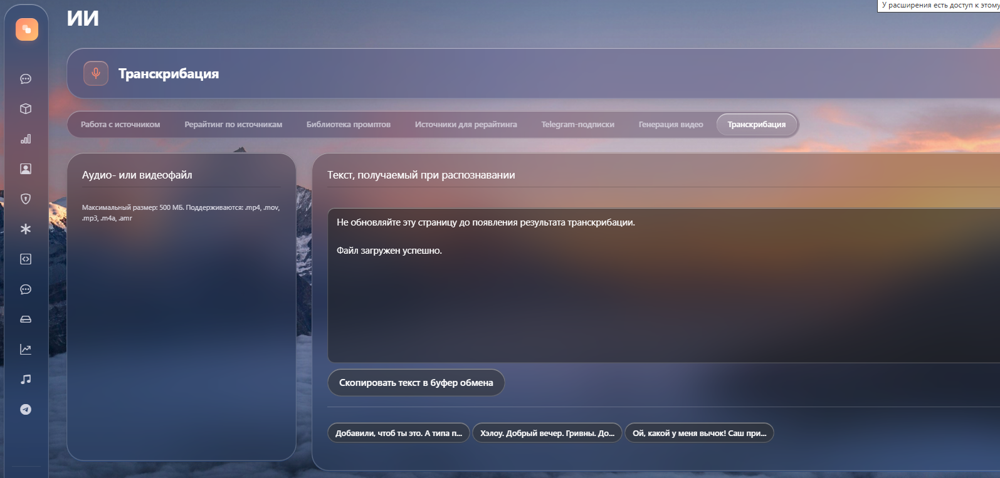 У расширения есть доступ к этому
ИИ
Транскрибация
Работа с источником
Рерайтинг по источникам
Библиотека промптов
Источники для рерайтинга
Telegram-подписки
Генерация видео
Транскрибация
Аудио- или видеофайл
Максимальный размер: 500 МБ. Поддерживаются: .mp4, .mov,
.mp3, .m4a, .amr
Текст, получаемый при распознавании
Не обновляйте эту страницу до появления результата транскрибации.
Файл загружен успешно.
Скопировать текст в буфер обмена
Добавили, чтоб ты это. А типа п...
Хэлоу. Добрый вечер. Гривны. До...
Ой, какой у меня вычок! Саш при...